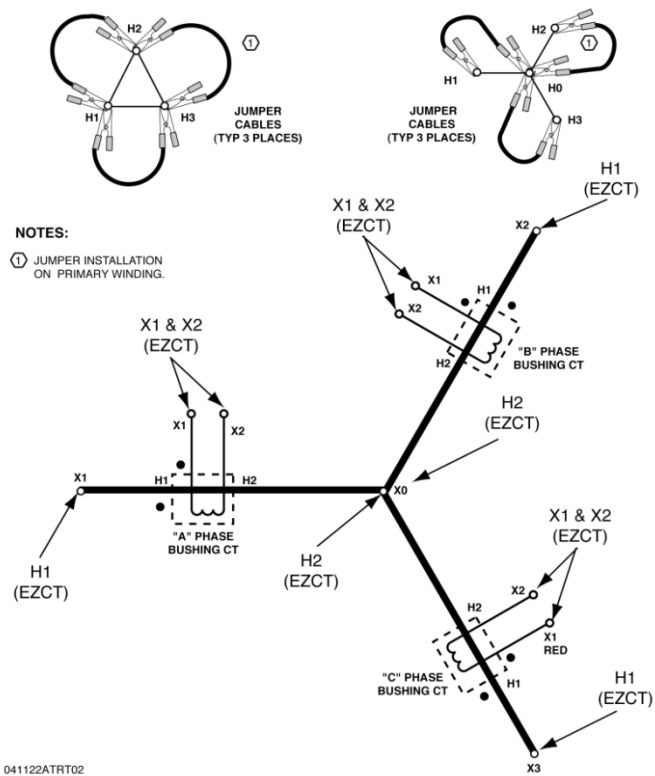 H2
1
H1
H3
JUMPER
CABLES
(TYP 3 PLACES)
H2
1
H1
H0
H3
JUMPER
CABLES
(TYP 3 PLACES)
NOTES:
1 JUMPER INSTALLATION
ON PRIMARY WINDING.
H1
(EZCT)
X1 & X2
(EZCT)
X2
X1
X2
H1
H2
"B" PHASE
BUSHING CT
X1 & X2
(EZCT)
X1
X2
X1
H1
H2
"A" PHASE
BUSHING CT
H2
(EZCT)
X0
H1
(EZCT)
H2
(EZCT)
X1 & X2
(EZCT)
X2
H2
X1
RED
H1
"C" PHASE
BUSHING CT
H1
(EZCT)
X3
041122ATRT02